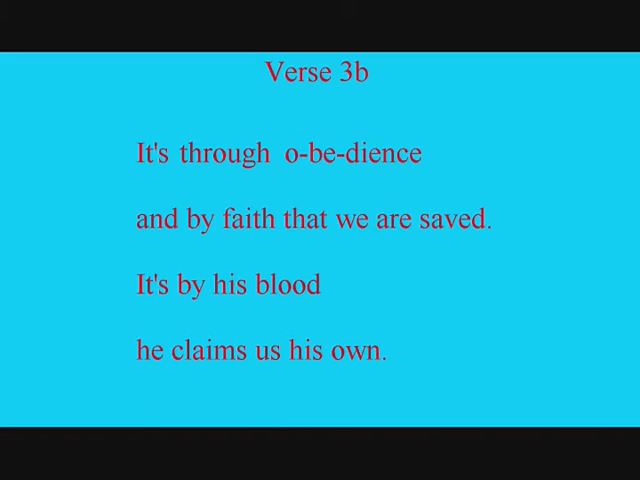 Verse 3b
It's through o-be-dience
and by faith that we are saved.
It's by his blood
he claims us his own.